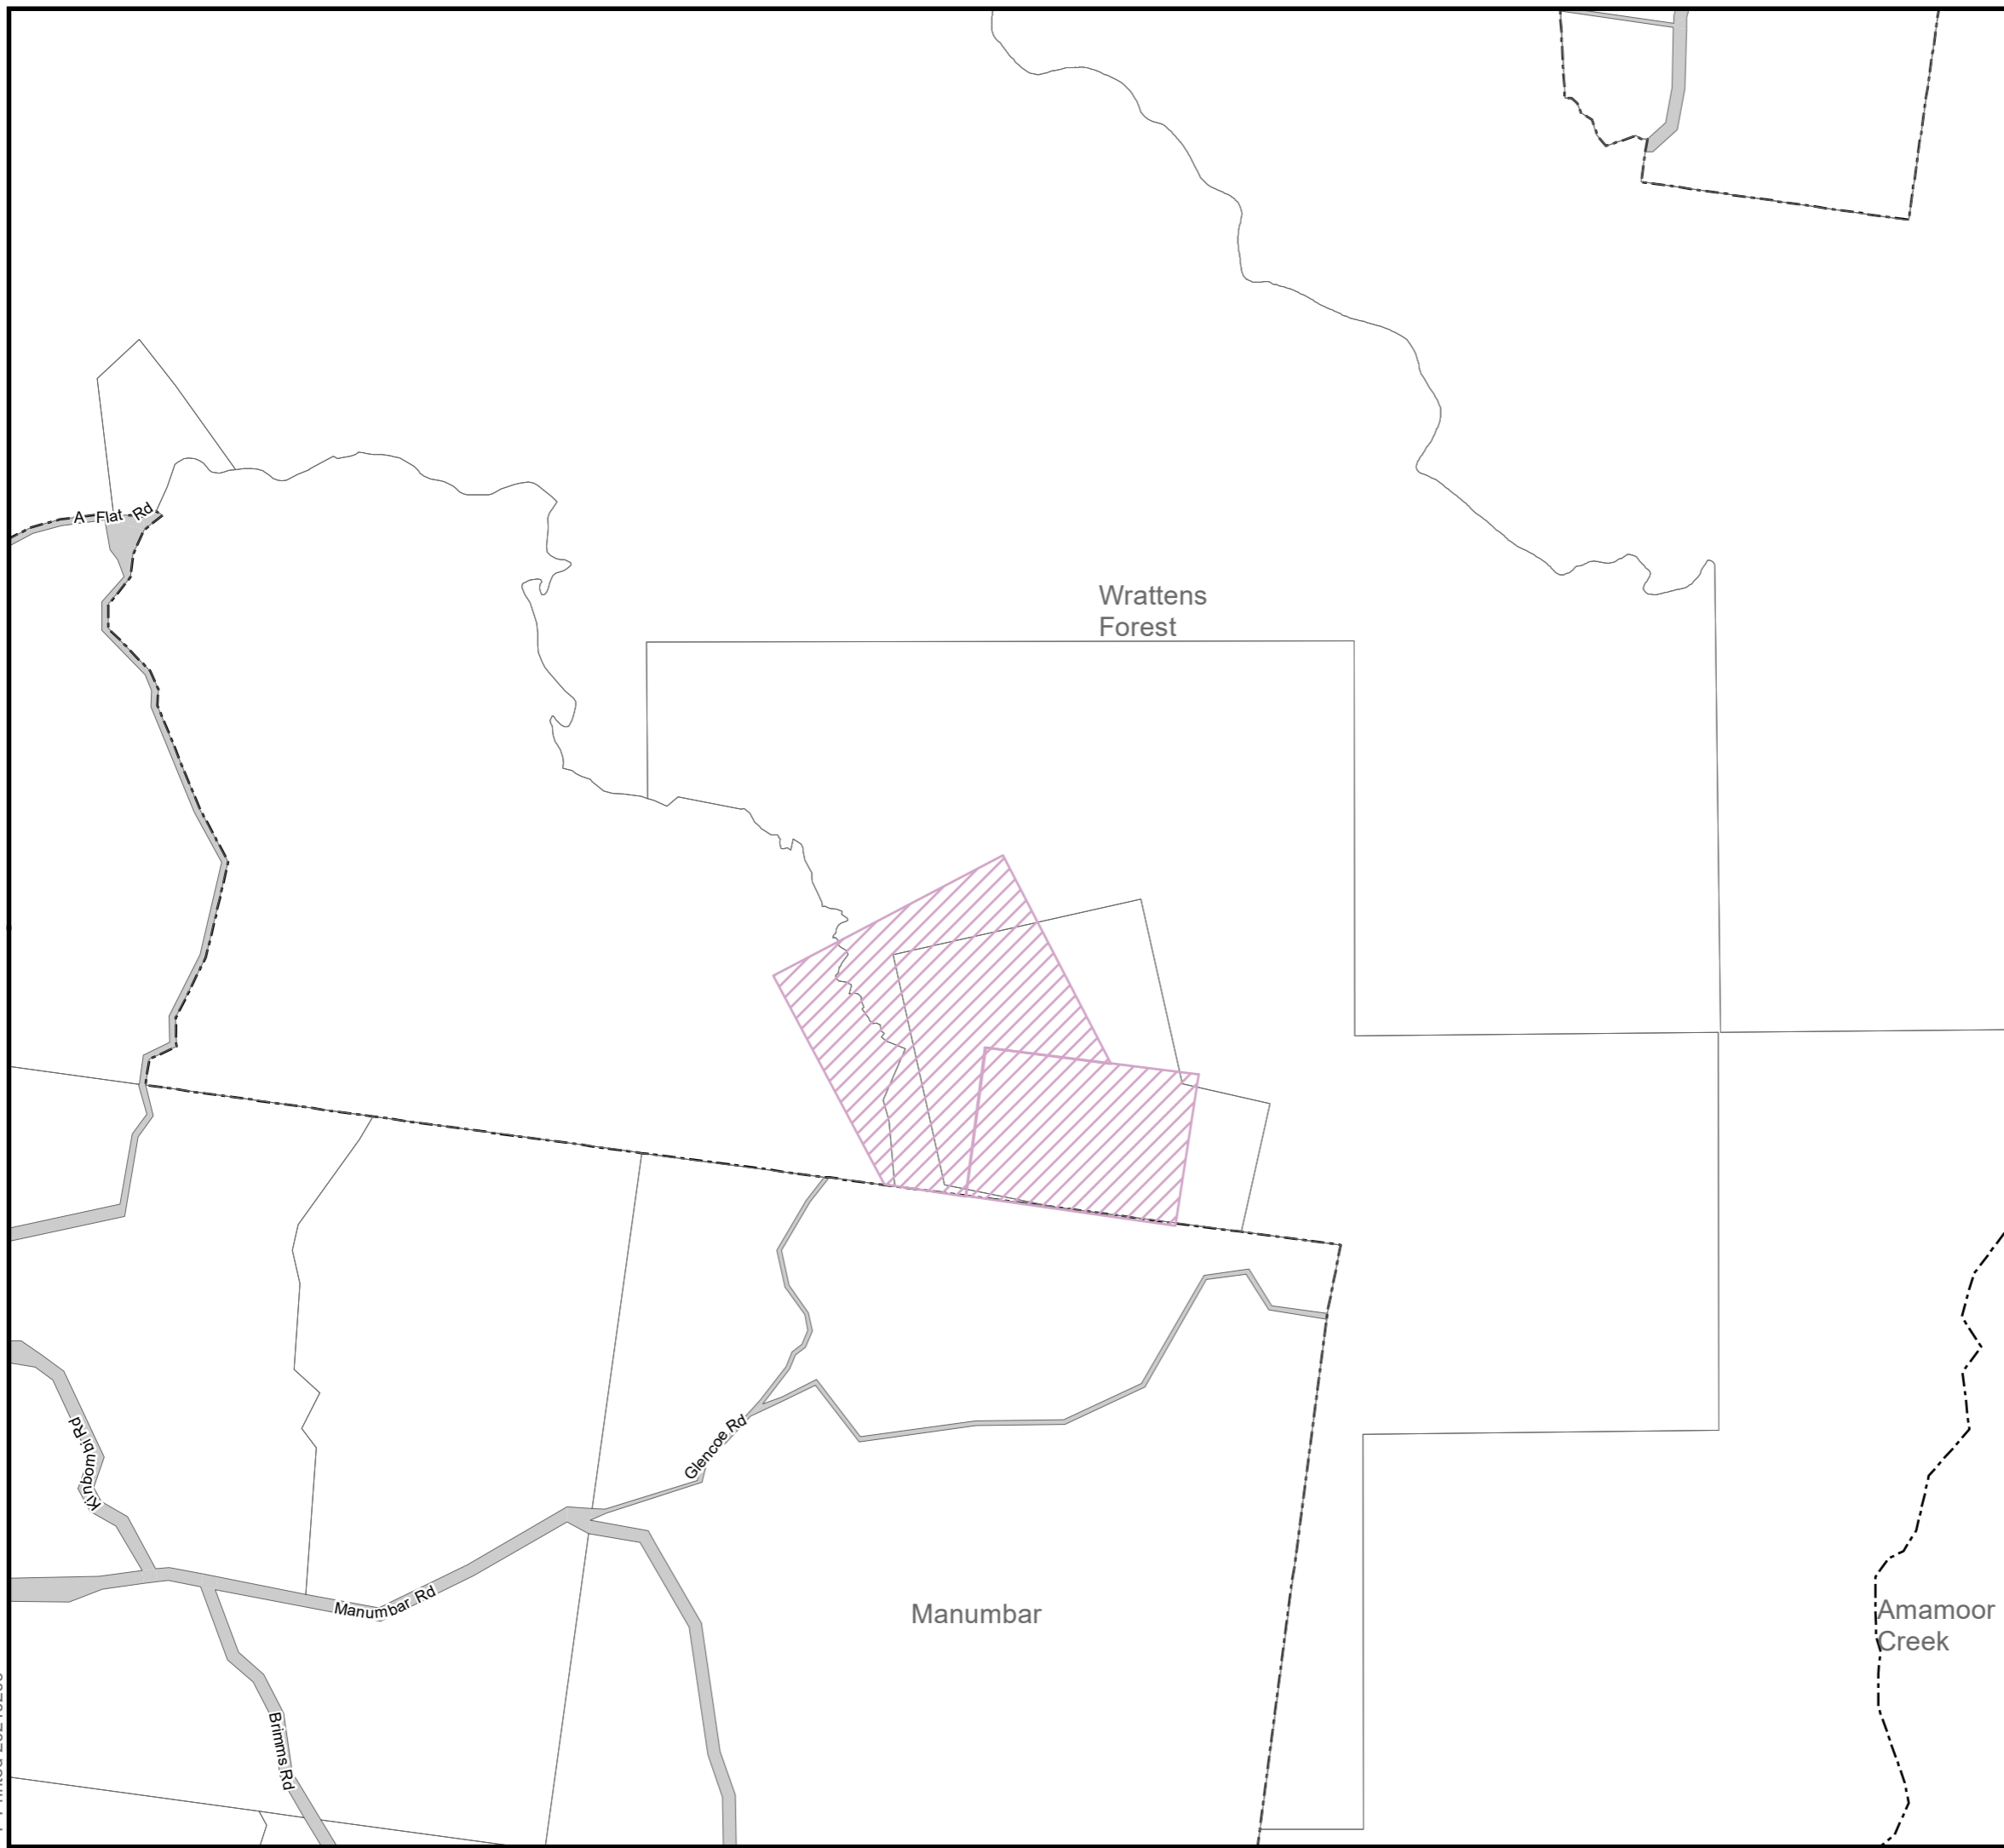 A Flat Rd
Wrattens
Forest
Kinbombi Rd
Glencoe Rd
Manumbar Rd
Manumbar
Amamoor
Creek
Brimms Rd